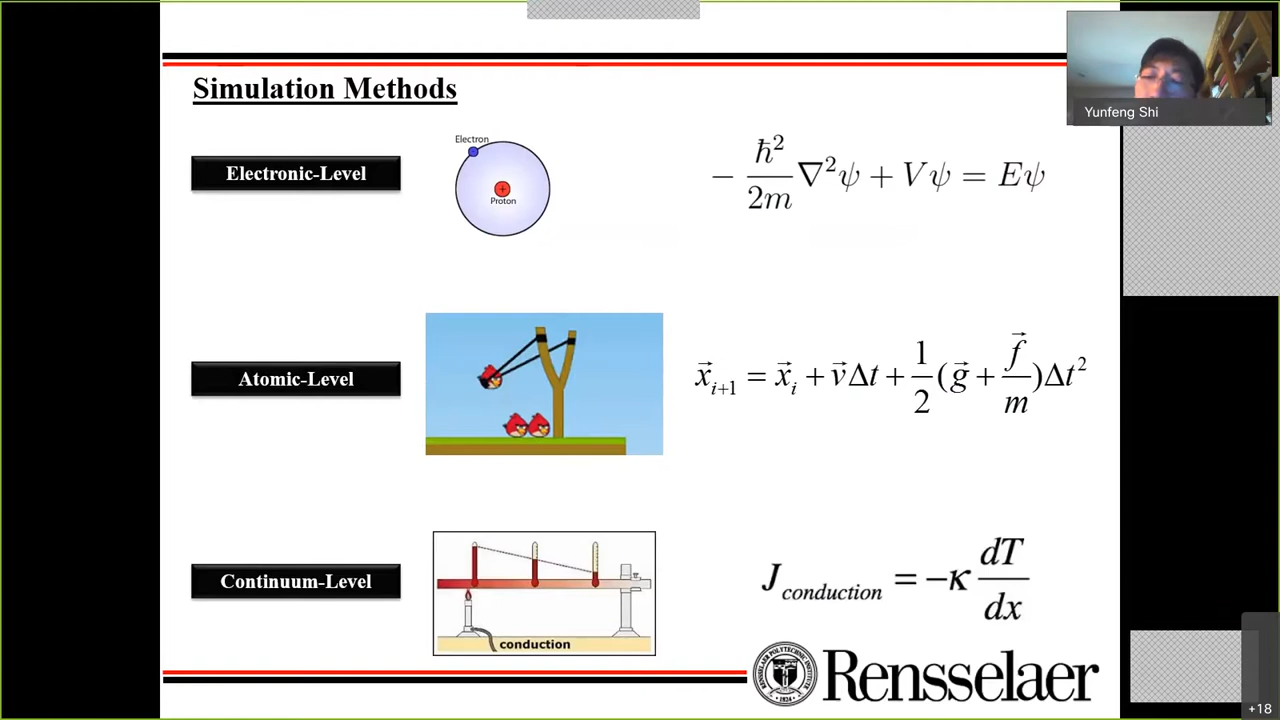 Yunfeng Shi
Simulation Methods
Electronic-Level
Electron
+
Proton
− ħ²/2m ∇²ψ + Vψ = Eψ
Atomic-Level
x⃗ᵢ₊₁ = x⃗ᵢ + v⃗Δt + 1/2 (g⃗ + f⃗/m)Δt²
Continuum-Level
conduction
J conduction = −κ dT/dx
Rensselaer
+18